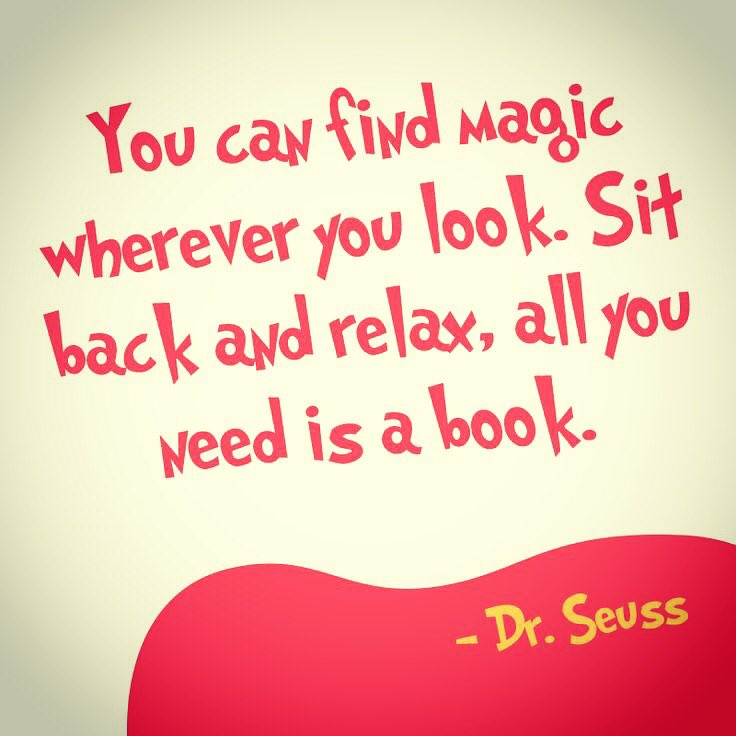 You can find magic
wherever you look. Sit
back and relax, all you
need is a book.
- Dr. Seuss